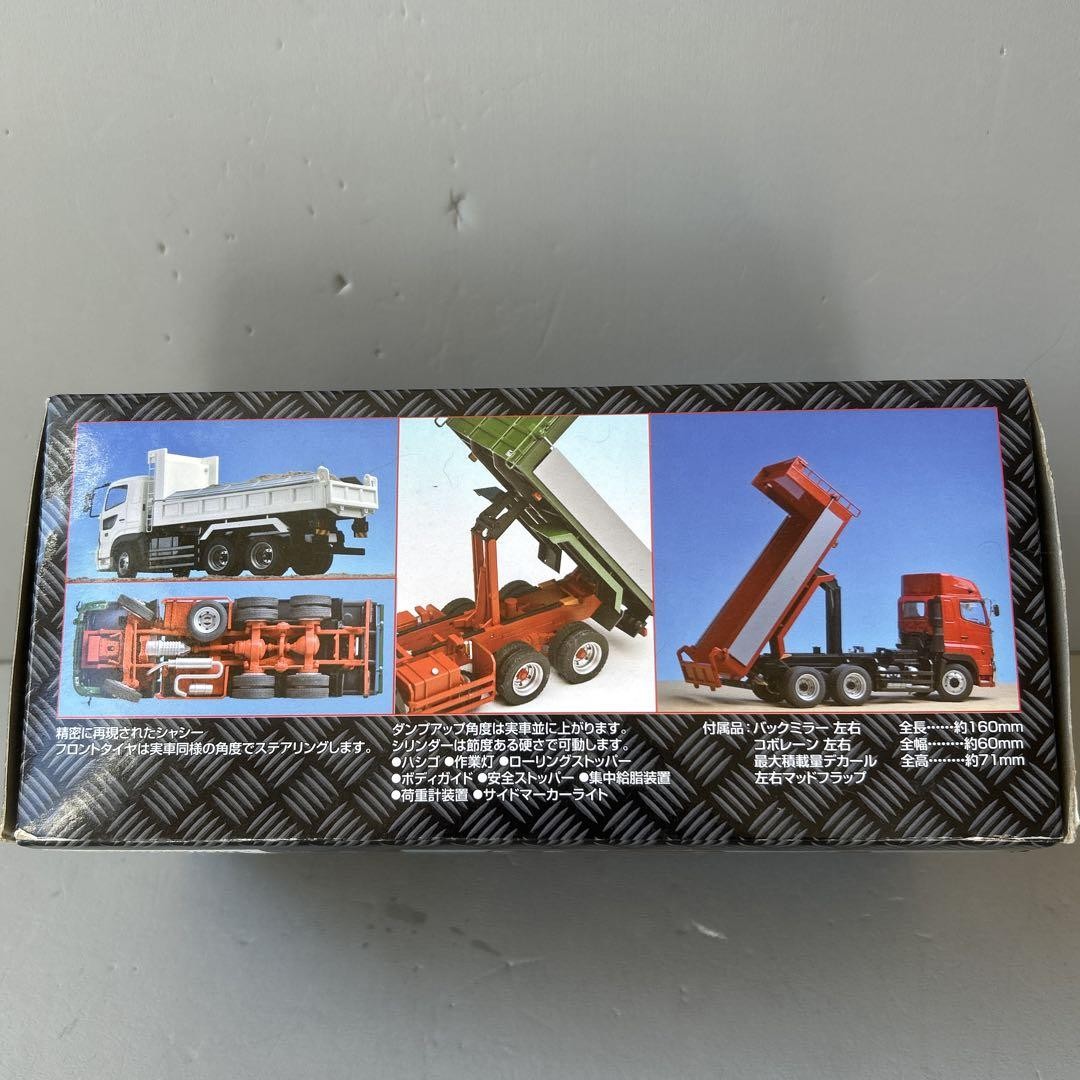 精密に再現されたシャシー
フロントタイヤは実車同様の角度でステアリングします。
ダンプアップ角度は実車並に上がります。
シリンダーは節度ある硬さで可動します。
●ハシゴ ●作業灯 ●ローリングストッパー
●ボディガイド ●安全ストッパー ●集中給脂装置
●荷重計装置 ●サイドマーカーライト
付属品：バックミラー 左右
コボレーン 左右
最大積載量デカール
左右マッドフラップ
全長……約160mm
全幅………約60mm
全高………約71mm